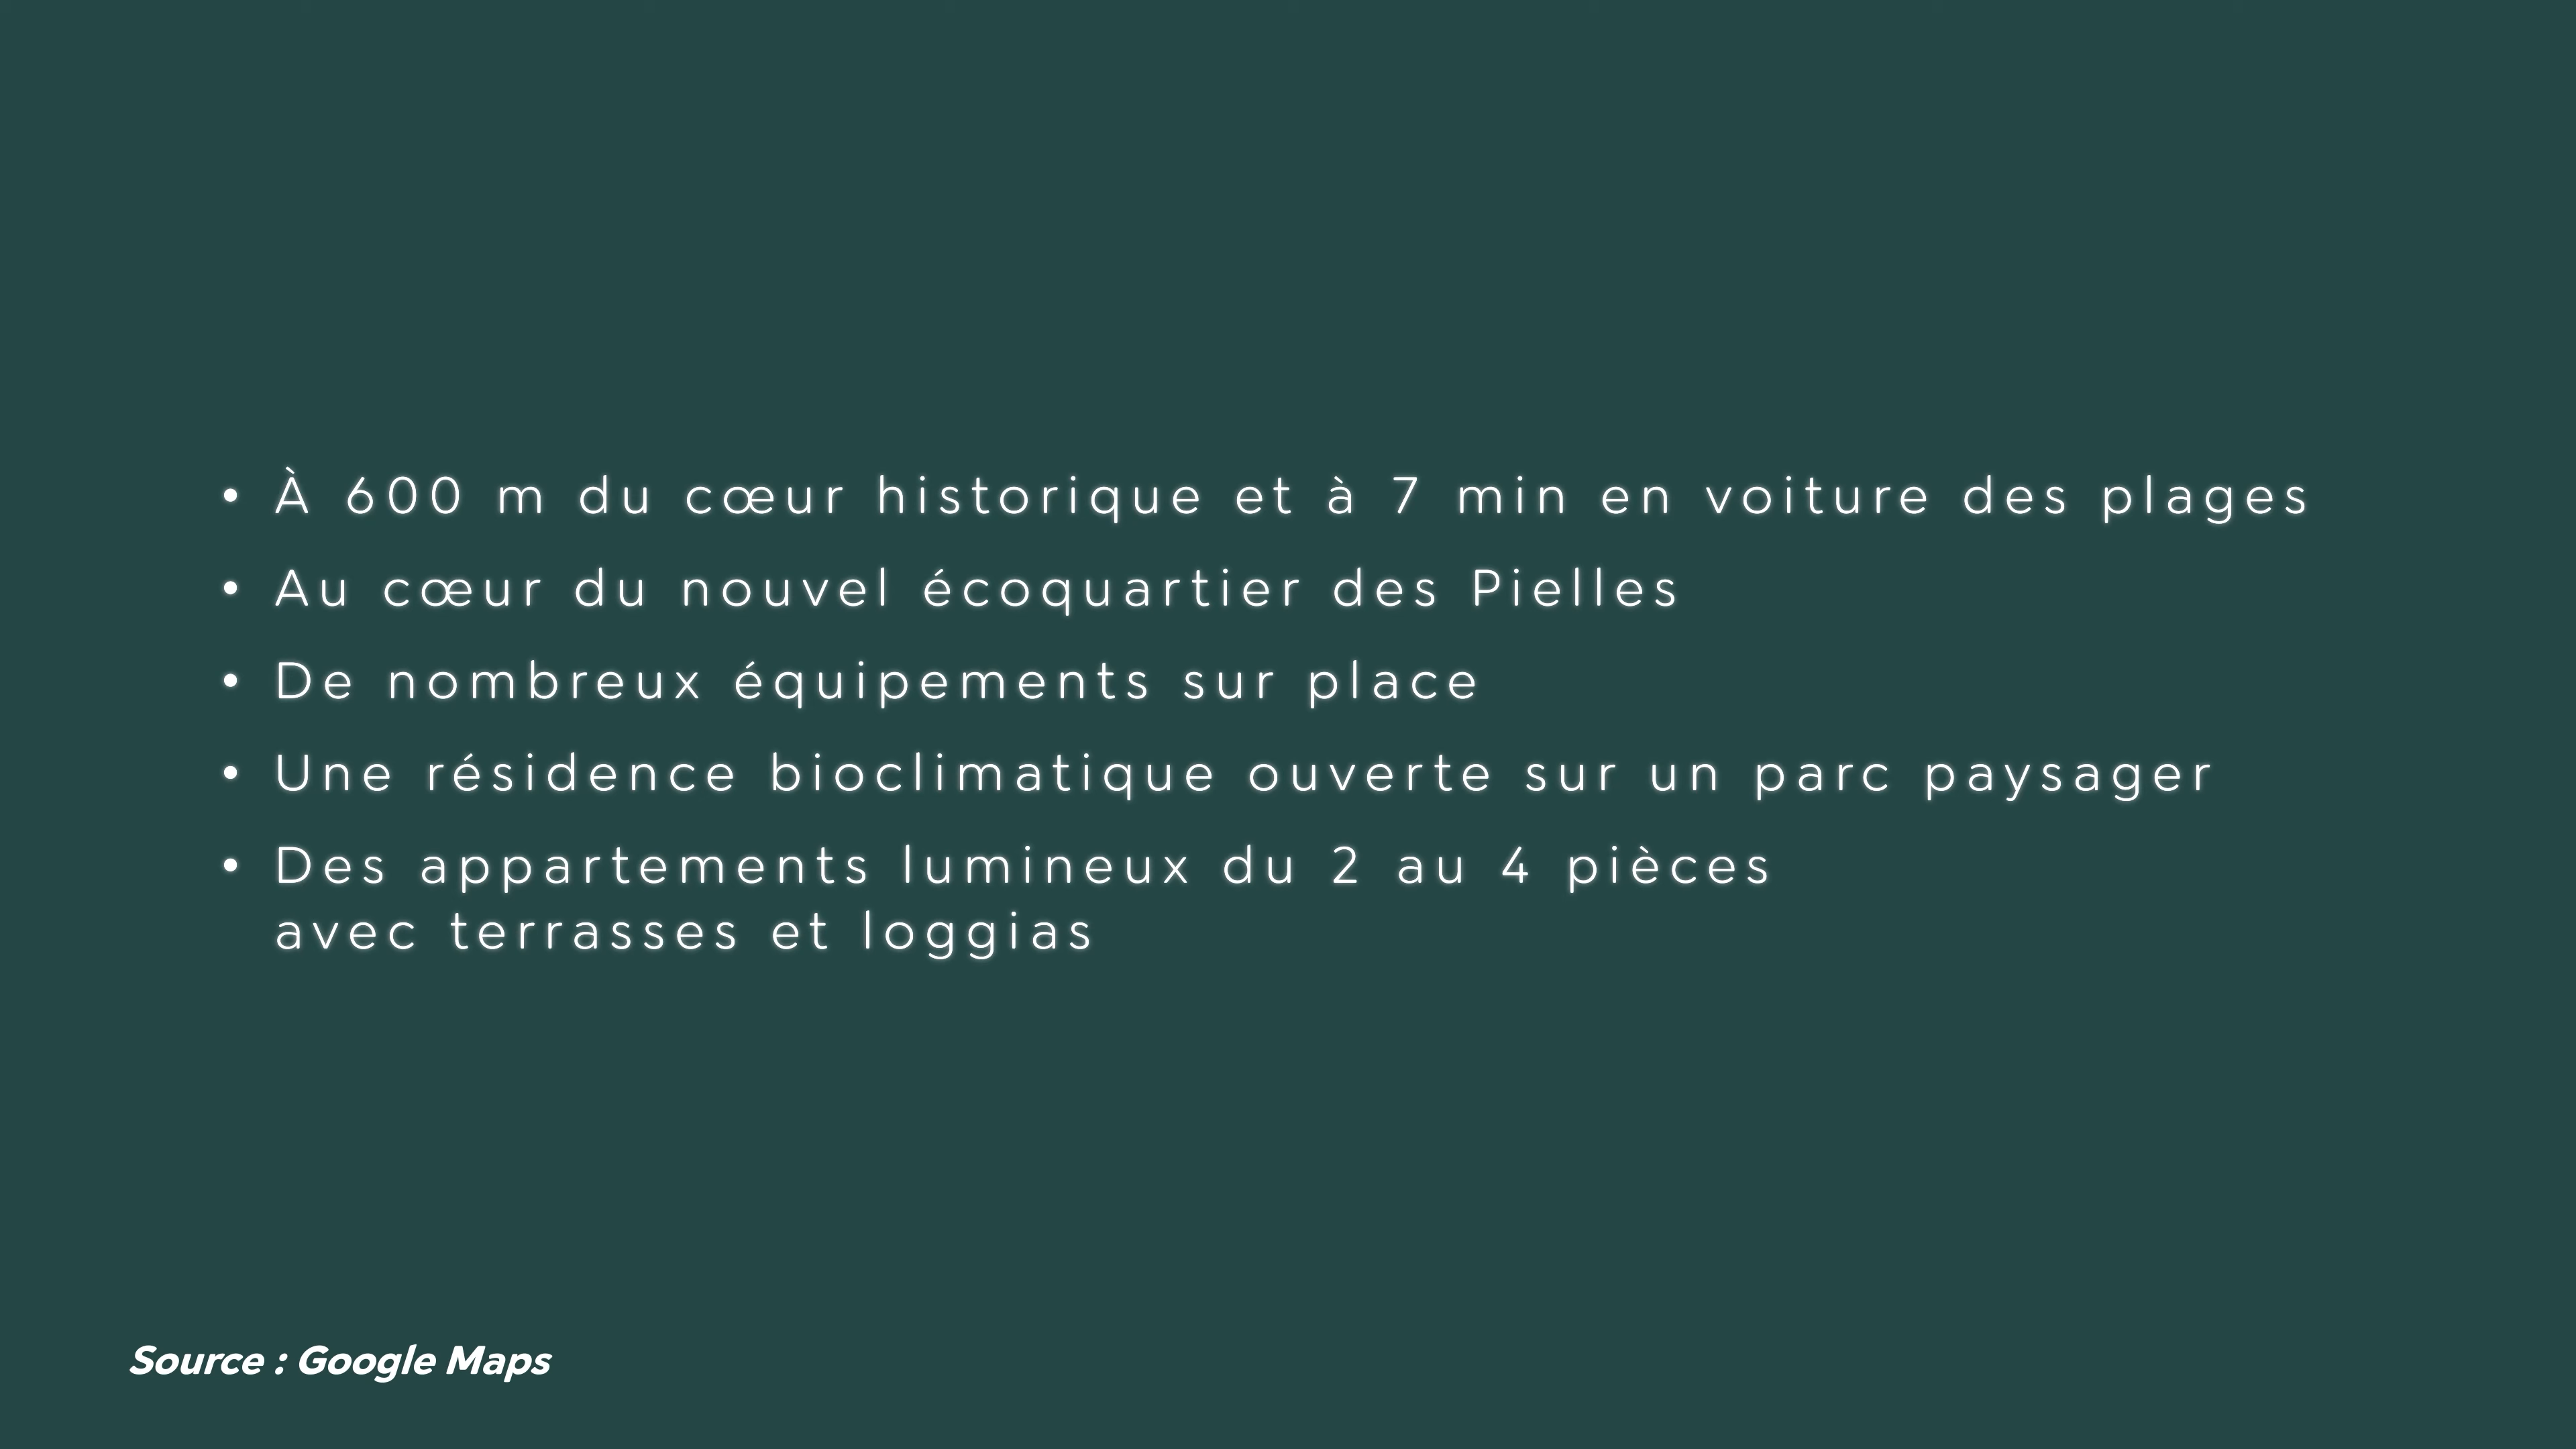 • À 600 m du cœur historique et à 7 min en voiture des plages
• Au cœur du nouvel écoquartier des Pielles
• De nombreux équipements sur place
• Une résidence bioclimatique ouverte sur un parc paysager
• Des appartements lumineux du 2 au 4 pièces
avec terrasses et loggias
Source : Google Maps